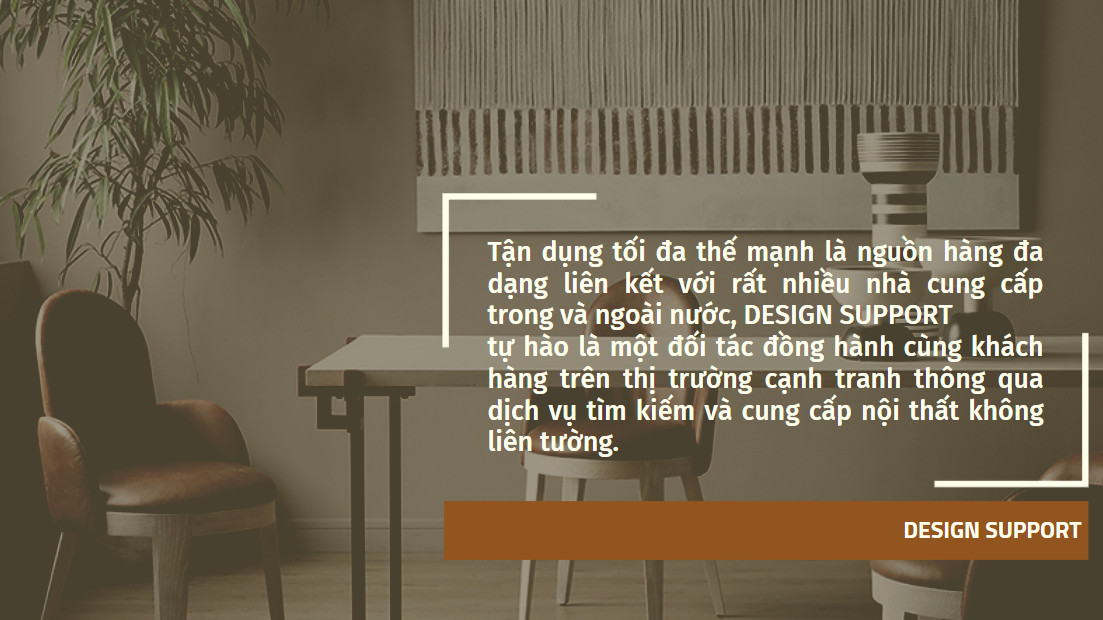 Tận dụng tối đa thế mạnh là nguồn hàng đa
dạng liên kết với rất nhiều nhà cung cấp
trong và ngoài nước, DESIGN SUPPORT
tự hào là một đối tác đồng hành cùng khách
hàng trên thị trường cạnh tranh thông qua
dịch vụ tìm kiếm và cung cấp nội thất không
liên tường.
DESIGN SUPPORT